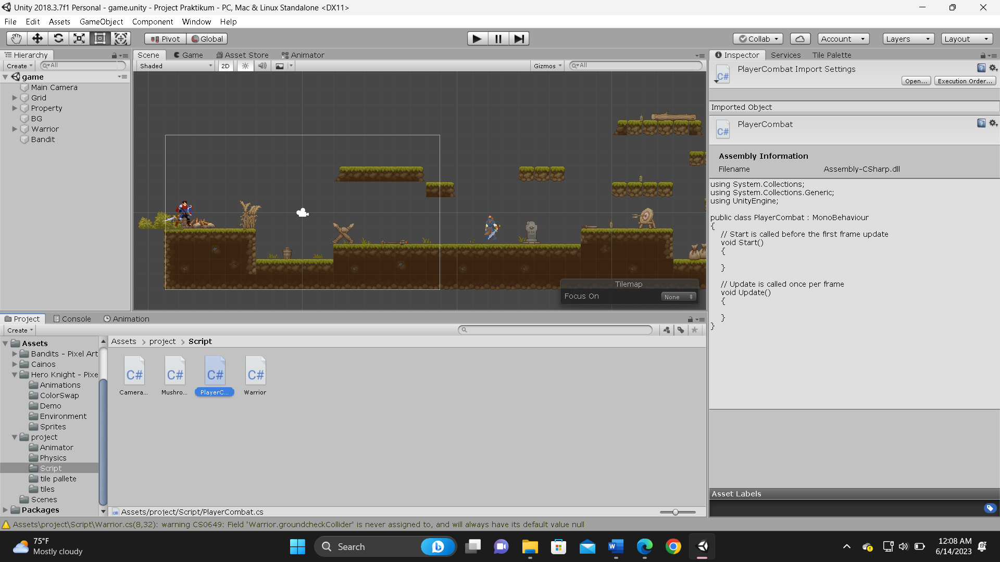 Unity 2018.3.7f1 Personal - game.unity - Project Praktikum - PC, Mac & Linux Standalone <DX11>
File Edit Assets GameObject Component Window Help
Pivot Global Collab Account Layers Layout
Hierarchy
Create All
game
Main Camera
Grid
Property
BG
Warrior
Bandit
Scene Game Asset Store Animator
Shaded 2D Gizmos All
Tilemap
Focus On None
Inspector Services Tile Palette
PlayerCombat Import Settings
Open... Execution Order...
Imported Object
PlayerCombat
Assembly Information
Filename Assembly-CSharp.dll
using System.Collections;
using System.Collections.Generic;
using UnityEngine;
public class PlayerCombat : MonoBehaviour
{
// Start is called before the first frame update
void Start()
{
}
// Update is called once per frame
void Update()
{
}
}
Asset Labels
Project Console Animation
Create
Assets
Bandits - Pixel Art
Cainos
Hero Knight - Pixe
Animations
ColorSwap
Demo
Environment
Sprites
project
Animator
Physics
Script
tile pallete
tiles
Scenes
Packages
Assets project Script
C# C# C# C#
Camera... Mushro... PlayerC... Warrior
Assets/project/Script/PlayerCombat.cs
Assets\project\Script\Warrior.cs(8,32): warning CS0649: Field 'Warrior.groundcheckCollider' is never assigned to, and will always have its default value null
75°F
Mostly cloudy
Search
12:08 AM
6/14/2023